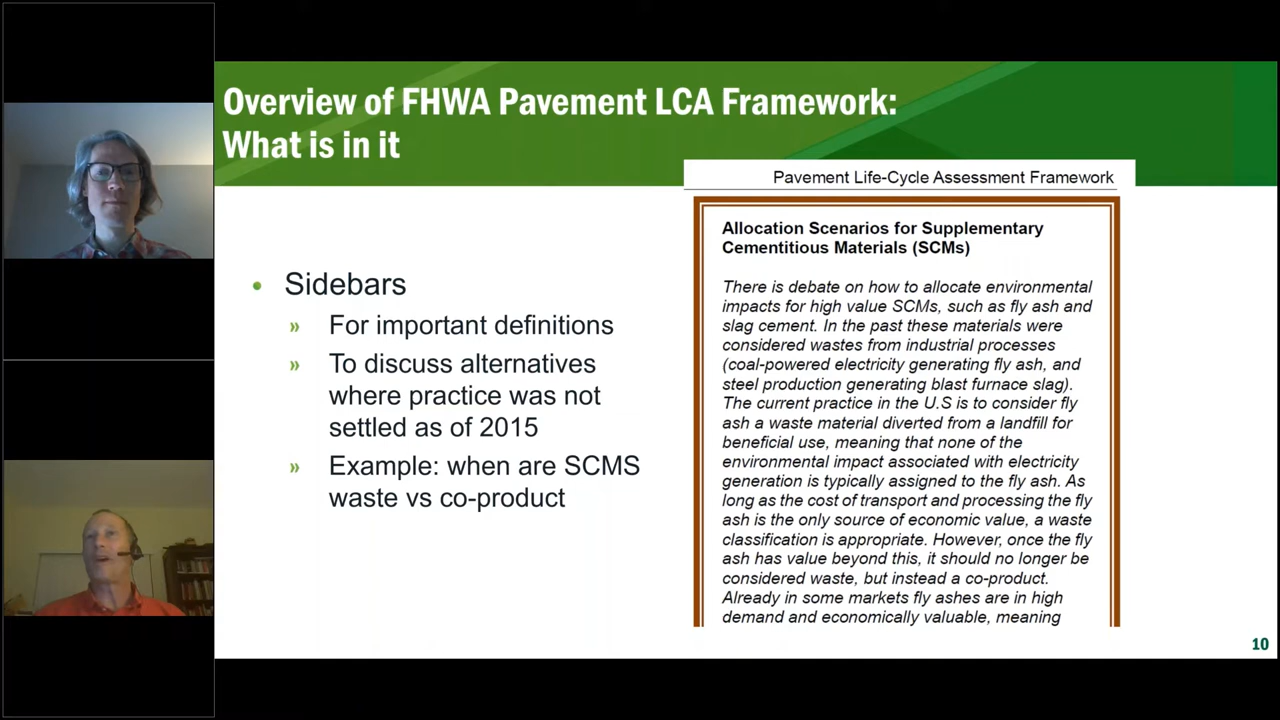 Overview of FHWA Pavement LCA Framework:
What is in it
• Sidebars
» For important definitions
» To discuss alternatives
where practice was not
settled as of 2015
» Example: when are SCMS
waste vs co-product
Pavement Life-Cycle Assessment Framework
Allocation Scenarios for Supplementary
Cementitious Materials (SCMs)
There is debate on how to allocate environmental
impacts for high value SCMs, such as fly ash and
slag cement. In the past these materials were
considered wastes from industrial processes
(coal-powered electricity generating fly ash, and
steel production generating blast furnace slag).
The current practice in the U.S is to consider fly
ash a waste material diverted from a landfill for
beneficial use, meaning that none of the
environmental impact associated with electricity
generation is typically assigned to the fly ash. As
long as the cost of transport and processing the fly
ash is the only source of economic value, a waste
classification is appropriate. However, once the fly
ash has value beyond this, it should no longer be
considered waste, but instead a co-product.
Already in some markets fly ashes are in high
demand and economically valuable, meaning
10